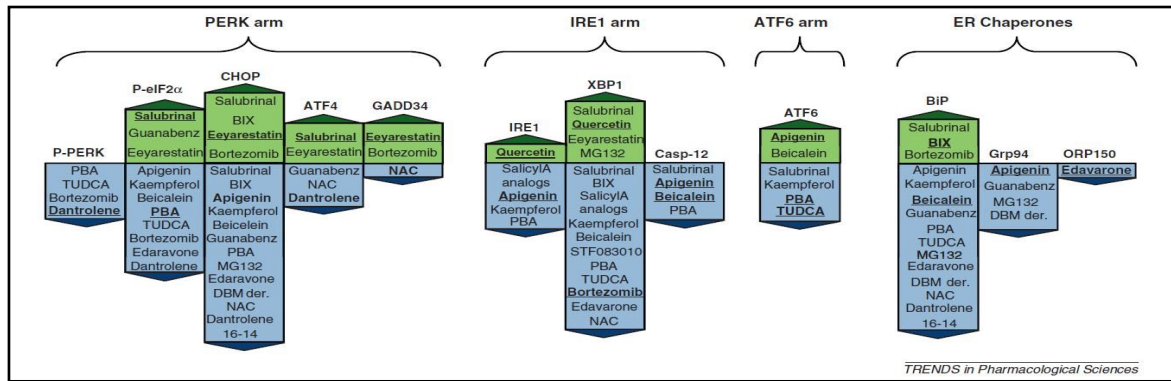 PERK arm
IRE1 arm
ATF6 arm
ER Chaperones
P-PERK
PBA
TUDCA
Bortezomib
Dantrolene
P-eIF2α
Salubrinal
Guanabenz
Eeyarestatin
Apigenin
Kaempferol
Beicalein
PBA
TUDCA
Bortezomib
Edaravone
Dantrolene
CHOP
Salubrinal
BIX
Eeyarestatin
Bortezomib
Salubrinal
BIX
Apigenin
Kaempferol
Beicelein
Guanabenz
PBA
MG132
Edaravone
DBM der.
NAC
Dantrolene
16-14
ATF4
Salubrinal
Eeyarestatin
Guanabenz
NAC
Dantrolene
GADD34
Eeyarestatin
Bortezomib
NAC
IRE1
Quercetin
SalicylA
analogs
Apigenin
Kaempferol
PBA
XBP1
Salubrinal
Quercetin
Eeyarestatin
MG132
Salubrinal
BIX
SalicylA
analogs
Kaempferol
Beicalein
STF083010
PBA
TUDCA
Bortezomib
Edavarone
NAC
Casp-12
Salubrinal
Apigenin
Beicalein
PBA
ATF6
Apigenin
Beicalein
Salubrinal
Kaempferol
PBA
TUDCA
BiP
Salubrinal
BIX
Bortezomib
Apigenin
Kaempferol
Beicalein
Guanabenz
PBA
TUDCA
MG132
Edaravone
DBM der.
NAC
Dantrolene
16-14
Grp94
Apigenin
Guanabenz
MG132
DBM der.
ORP150
Edavarone
TRENDS in Pharmacological Sciences